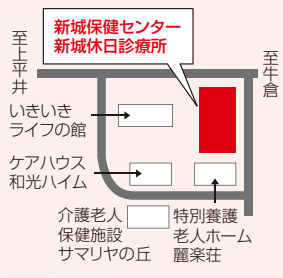 新城保健センター
新城休日診療所
至上平井
至牛倉
いきいき
ライフの館
ケアハウス
和光ハイム
介護老人
保健施設
サマリヤの丘
特別養護
老人ホーム
麗楽荘